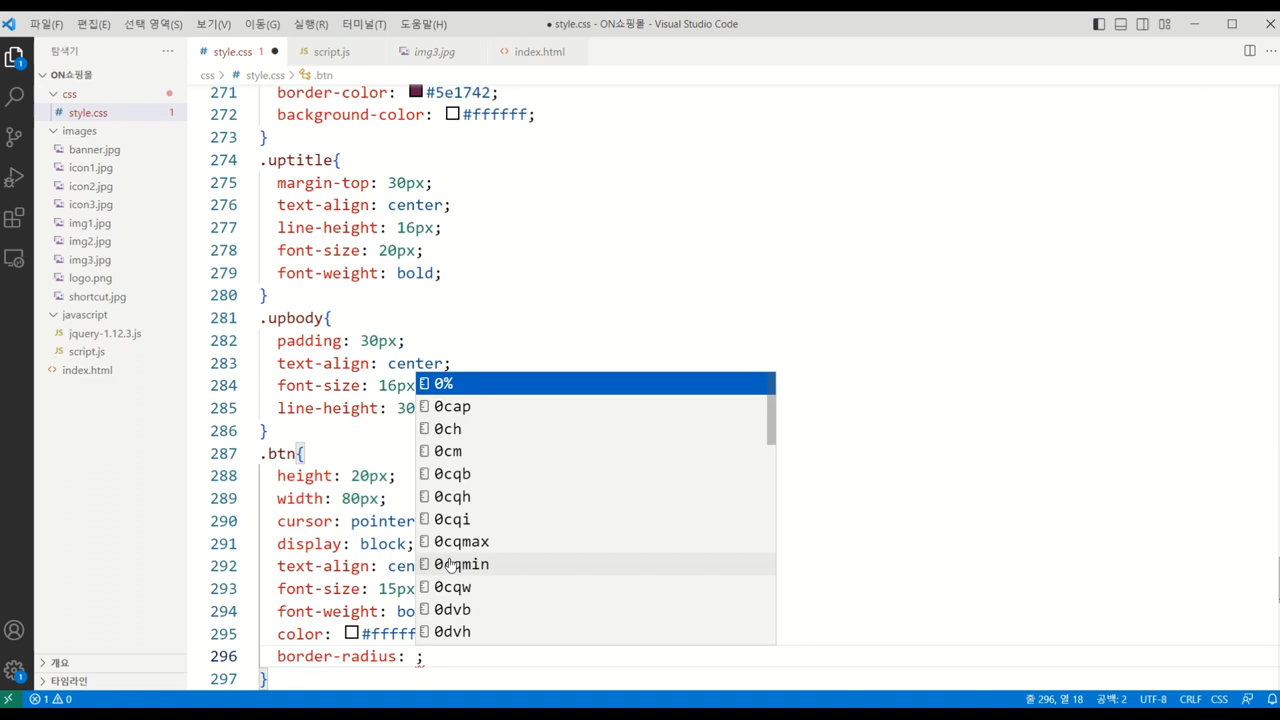 파일(F) 편집(E) 선택 영역(S) 보기(V) 이동(G) 실행(R) 터미널(T) 도움말(H)
● style.css - ON쇼핑몰 - Visual Studio Code
탐색기
ON쇼핑몰
css
style.css 1
images
banner.jpg
icon1.jpg
icon2.jpg
icon3.jpg
img1.jpg
img2.jpg
img3.jpg
logo.png
shortcut.jpg
javascript
JS jquery-1.12.3.js
JS script.js
<> index.html
개요
타임라인
# style.css 1 ● JS script.js img3.jpg <> index.html
css > # style.css > .btn
271 border-color: #5e1742;
272 background-color: #ffffff;
273 }
274 .uptitle{
275 margin-top: 30px;
276 text-align: center;
277 line-height: 16px;
278 font-size: 20px;
279 font-weight: bold;
280 }
281 .upbody{
282 padding: 30px;
283 text-align: center;
284 font-size: 16px
285 line-height: 30
286 }
287 .btn{
288 height: 20px;
289 width: 80px;
290 cursor: pointer
291 display: block;
292 text-align: cen
293 font-size: 15px
294 font-weight: bo
295 color: #fffff
296 border-radius: ;
297 }
0%
0cap
0ch
0cm
0cqb
0cqh
0cqi
0cqmax
0cqmin
0cqw
0dvb
0dvh
1 0
줄 296, 열 18 공백: 2 UTF-8 CRLF CSS